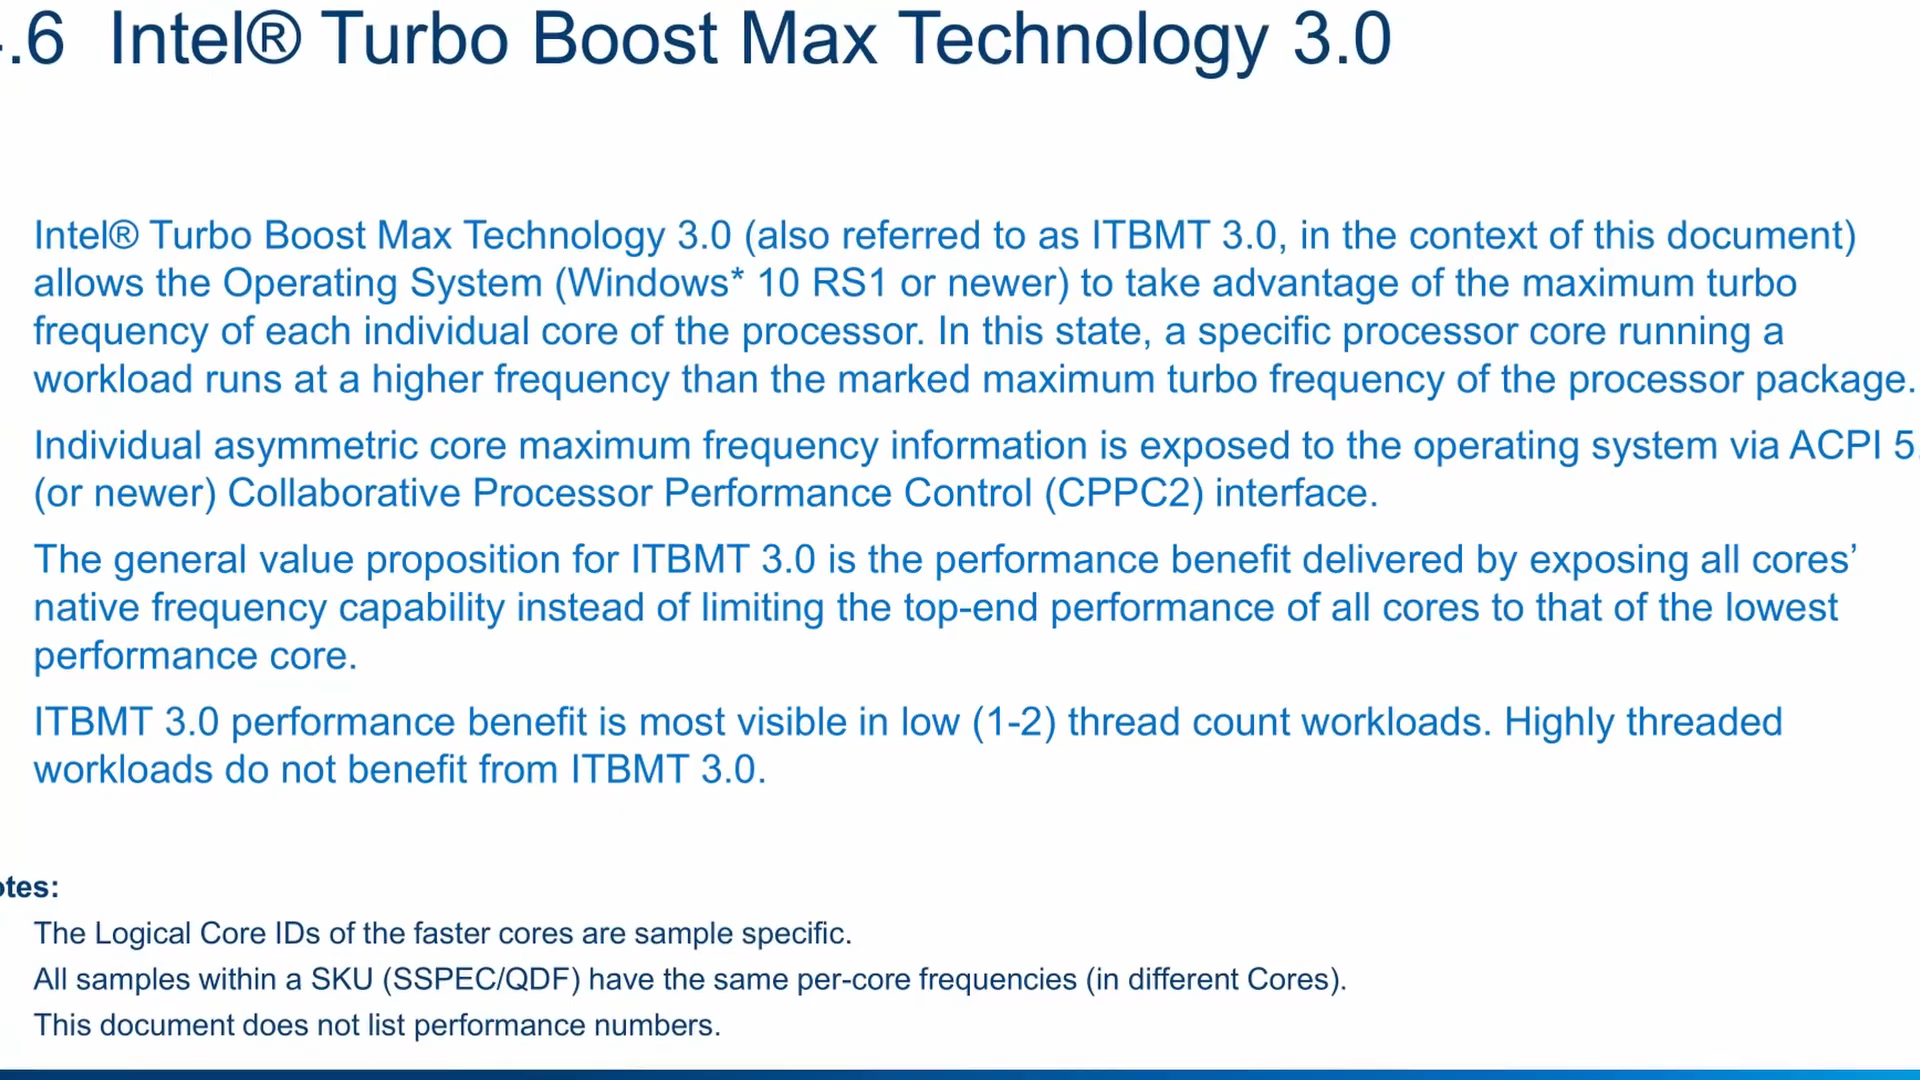 .6 Intel® Turbo Boost Max Technology 3.0
Intel® Turbo Boost Max Technology 3.0 (also referred to as ITBMT 3.0, in the context of this document)
allows the Operating System (Windows* 10 RS1 or newer) to take advantage of the maximum turbo
frequency of each individual core of the processor. In this state, a specific processor core running a
workload runs at a higher frequency than the marked maximum turbo frequency of the processor package.
Individual asymmetric core maximum frequency information is exposed to the operating system via ACPI 5.
(or newer) Collaborative Processor Performance Control (CPPC2) interface.
The general value proposition for ITBMT 3.0 is the performance benefit delivered by exposing all cores’
native frequency capability instead of limiting the top-end performance of all cores to that of the lowest
performance core.
ITBMT 3.0 performance benefit is most visible in low (1-2) thread count workloads. Highly threaded
workloads do not benefit from ITBMT 3.0.
otes:
The Logical Core IDs of the faster cores are sample specific.
All samples within a SKU (SSPEC/QDF) have the same per-core frequencies (in different Cores).
This document does not list performance numbers.